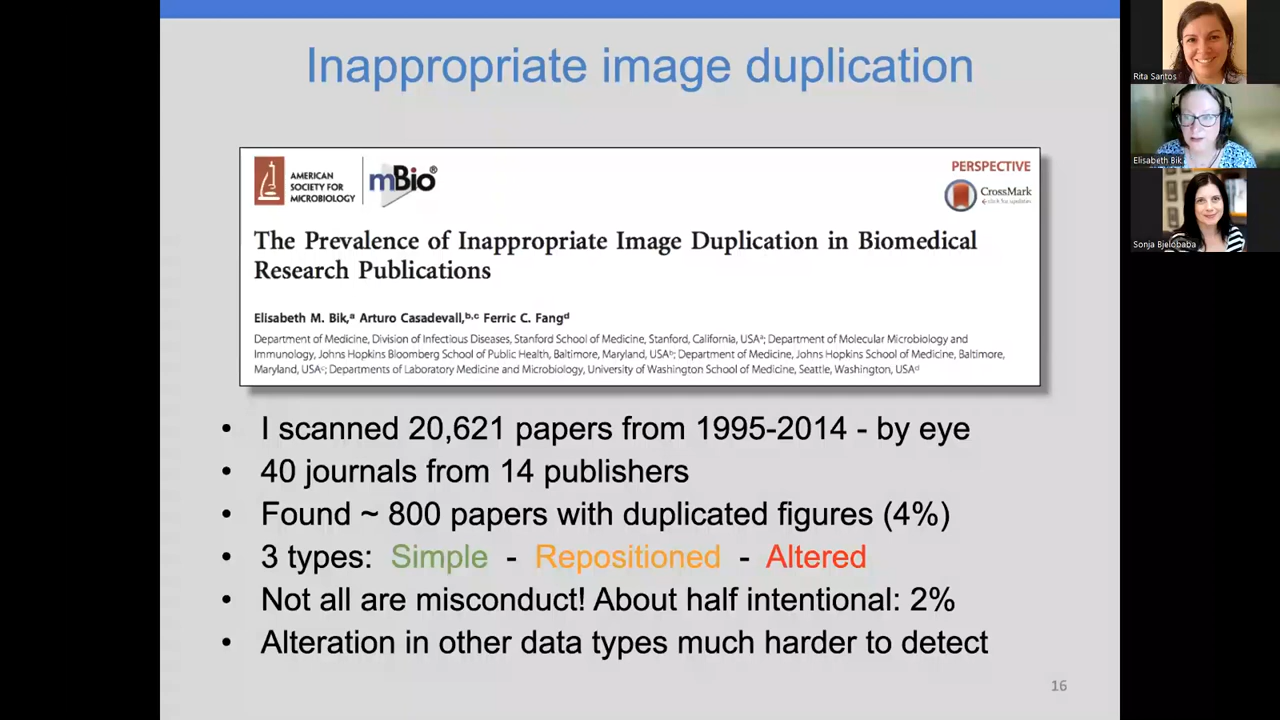 Inappropriate image duplication
AMERICAN
SOCIETY FOR
MICROBIOLOGY
mBio®
PERSPECTIVE
CrossMark
click for updates
The Prevalence of Inappropriate Image Duplication in Biomedical
Research Publications
Elisabeth M. Bik,a Arturo Casadevall,b,c Ferric C. Fangd
Department of Medicine, Division of Infectious Diseases, Stanford School of Medicine, Stanford, California, USAa; Department of Molecular Microbiology and
Immunology, Johns Hopkins Bloomberg School of Public Health, Baltimore, Maryland, USAb; Department of Medicine, Johns Hopkins School of Medicine, Baltimore,
Maryland, USAc; Departments of Laboratory Medicine and Microbiology, University of Washington School of Medicine, Seattle, Washington, USAd
• I scanned 20,621 papers from 1995-2014 - by eye
• 40 journals from 14 publishers
• Found ~ 800 papers with duplicated figures (4%)
• 3 types: Simple - Repositioned - Altered
• Not all are misconduct! About half intentional: 2%
• Alteration in other data types much harder to detect
16
Rita Santos
Elisabeth Bik
Sonja Bjelobaba